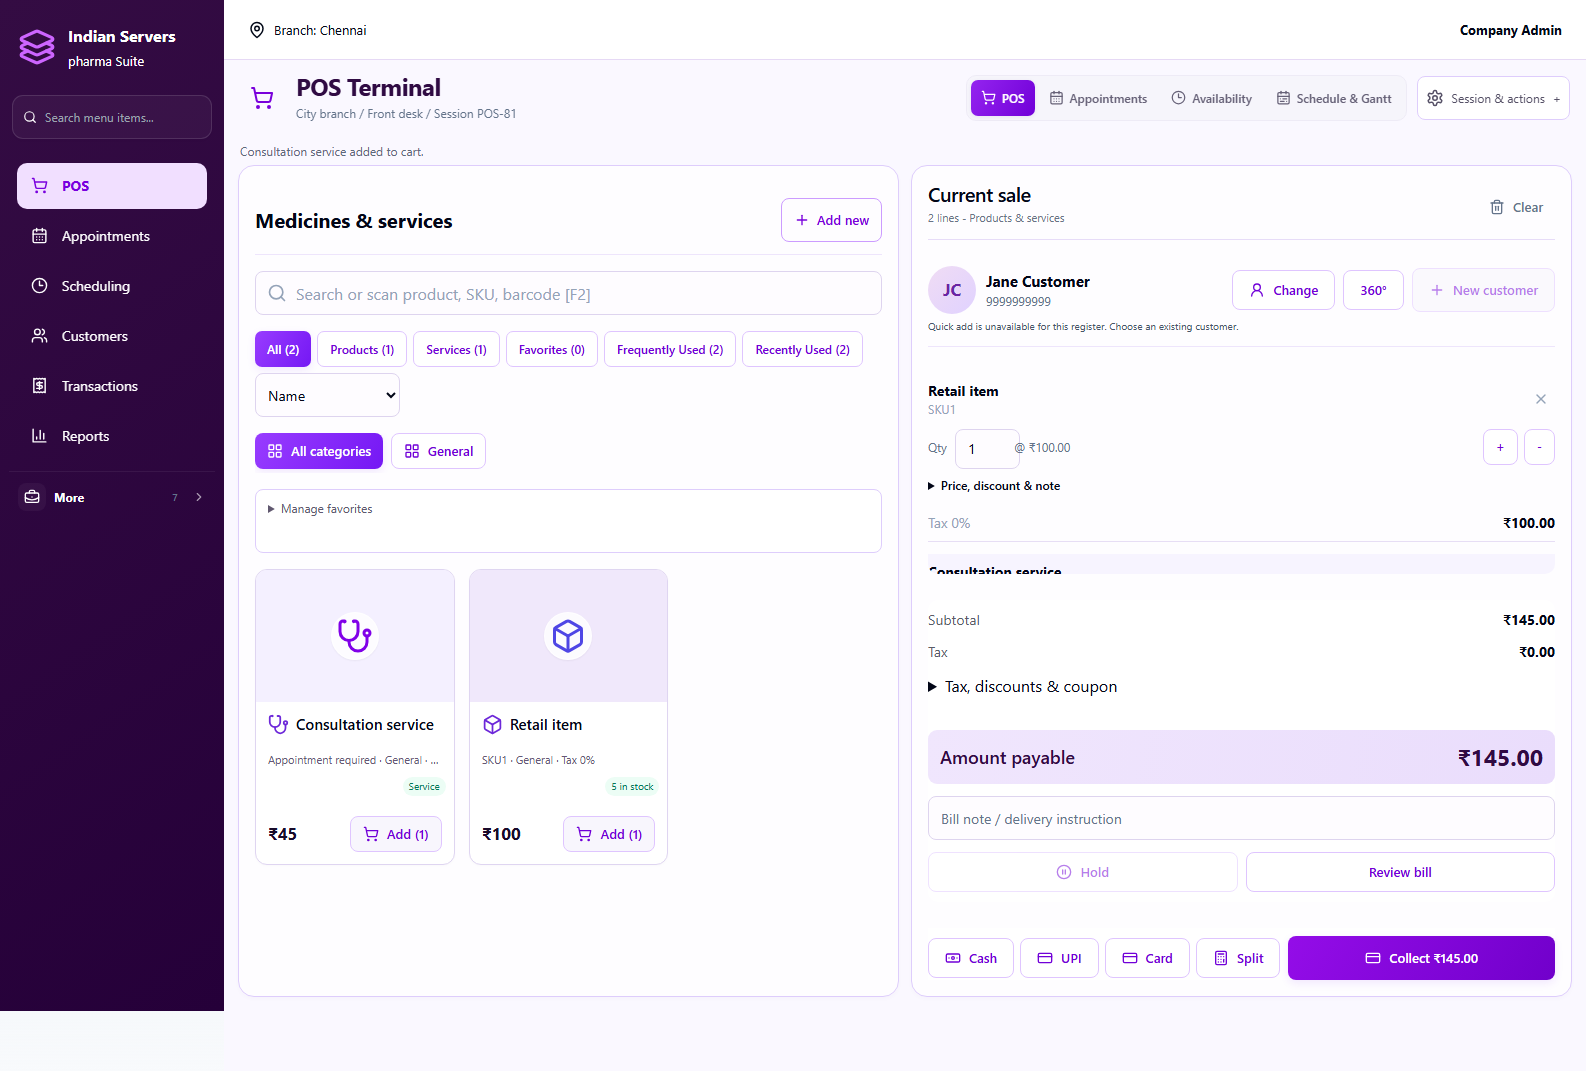 Indian Servers
pharma Suite
Search menu items...
POS
Appointments
Scheduling
Customers
Transactions
Reports
More 7
Branch: Chennai
Company Admin
POS Terminal
City branch / Front desk / Session POS-81
POS
Appointments
Availability
Schedule & Gantt
Session & actions +
Consultation service added to cart.
Medicines & services
+ Add new
Search or scan product, SKU, barcode [F2]
All (2)
Products (1)
Services (1)
Favorites (0)
Frequently Used (2)
Recently Used (2)
Name
All categories
General
Manage favorites
Consultation service
Appointment required · General · ...
Service
₹45
Add (1)
Retail item
SKU1 · General · Tax 0%
5 in stock
₹100
Add (1)
Current sale
2 lines - Products & services
Clear
JC
Jane Customer
9999999999
Change
360°
+ New customer
Quick add is unavailable for this register. Choose an existing customer.
Retail item
SKU1
Qty 1 @ ₹100.00
+
-
Price, discount & note
Tax 0% ₹100.00
Consultation service
Subtotal ₹145.00
Tax ₹0.00
Tax, discounts & coupon
Amount payable ₹145.00
Bill note / delivery instruction
Hold
Review bill
Cash
UPI
Card
Split
Collect ₹145.00